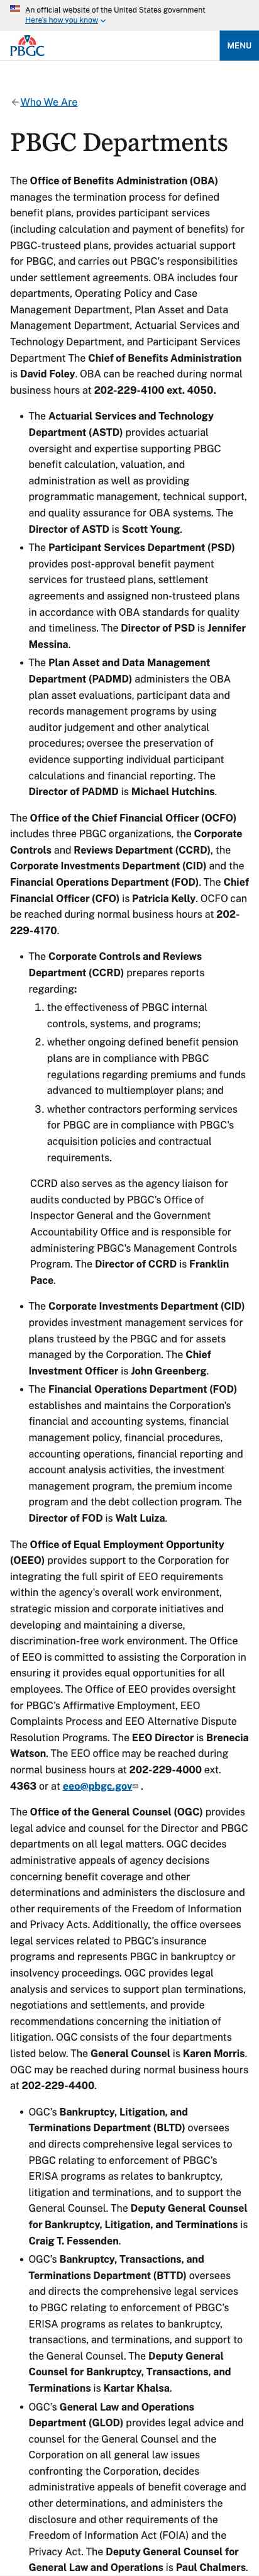 An official website of the United States government
Here's how you know
PBGC
MENU
Who We Are
PBGC Departments
The Office of Benefits Administration (OBA)
manages the termination process for defined
benefit plans, provides participant services
(including calculation and payment of benefits) for
PBGC-trusteed plans, provides actuarial support
for PBGC, and carries out PBGC's responsibilities
under settlement agreements. OBA includes four
departments, Operating Policy and Case
Management Department, Plan Asset and Data
Management Department, Actuarial Services and
Technology Department, and Participant Services
Department The Chief of Benefits Administration
is David Foley. OBA can be reached during normal
business hours at 202-229-4100 ext. 4050.
• The Actuarial Services and Technology
Department (ASTD) provides actuarial
oversight and expertise supporting PBGC
benefit calculation, valuation, and
administration as well as providing
programmatic management, technical support,
and quality assurance for OBA systems. The
Director of ASTD is Scott Young.
• The Participant Services Department (PSD)
provides post-approval benefit payment
services for trusteed plans, settlement
agreements and assigned non-trusteed plans
in accordance with OBA standards for quality
and timeliness. The Director of PSD is Jennifer
Messina.
• The Plan Asset and Data Management
Department (PADMD) administers the OBA
plan asset evaluations, participant data and
records management programs by using
auditor judgement and other analytical
procedures; oversee the preservation of
evidence supporting individual participant
calculations and financial reporting. The
Director of PADMD is Michael Hutchins.
The Office of the Chief Financial Officer (OCFO)
includes three PBGC organizations, the Corporate
Controls and Reviews Department (CCRD), the
Corporate Investments Department (CID) and the
Financial Operations Department (FOD). The Chief
Financial Officer (CFO) is Patricia Kelly. OCFO can
be reached during normal business hours at 202-
229-4170.
• The Corporate Controls and Reviews
Department (CCRD) prepares reports
regarding:
1. the effectiveness of PBGC internal
controls, systems, and programs;
2. whether ongoing defined benefit pension
plans are in compliance with PBGC
regulations regarding premiums and funds
advanced to multiemployer plans; and
3. whether contractors performing services
for PBGC are in compliance with PBGC's
acquisition policies and contractual
requirements.
CCRD also serves as the agency liaison for
audits conducted by PBGC's Office of
Inspector General and the Government
Accountability Office and is responsible for
administering PBGC's Management Controls
Program. The Director of CCRD is Franklin
Pace.
• The Corporate Investments Department (CID)
provides investment management services for
plans trusteed by the PBGC and for assets
managed by the Corporation. The Chief
Investment Officer is John Greenberg.
• The Financial Operations Department (FOD)
establishes and maintains the Corporation's
financial and accounting systems, financial
management policy, financial procedures,
accounting operations, financial reporting and
account analysis activities, the investment
management program, the premium income
program and the debt collection program. The
Director of FOD is Walt Luiza.
The Office of Equal Employment Opportunity
(OEEO) provides support to the Corporation for
integrating the full spirit of EEO requirements
within the agency's overall work environment,
strategic mission and corporate initiatives and
developing and maintaining a diverse,
discrimination-free work environment. The Office
of EEO is committed to assisting the Corporation in
ensuring it provides equal opportunities for all
employees. The Office of EEO provides oversight
for PBGC's Affirmative Employment, EEO
Complaints Process and EEO Alternative Dispute
Resolution Programs. The EEO Director is Brenecia
Watson. The EEO office may be reached during
normal business hours at 202-229-4000 ext.
4363 or at eeo@pbgc.gov .
The Office of the General Counsel (OGC) provides
legal advice and counsel for the Director and PBGC
departments on all legal matters. OGC decides
administrative appeals of agency decisions
concerning benefit coverage and other
determinations and administers the disclosure and
other requirements of the Freedom of Information
and Privacy Acts. Additionally, the office oversees
legal services related to PBGC's insurance
programs and represents PBGC in bankruptcy or
insolvency proceedings. OGC provides legal
analysis and services to support plan terminations,
negotiations and settlements, and provide
recommendations concerning the initiation of
litigation. OGC consists of the four departments
listed below. The General Counsel is Karen Morris.
OGC may be reached during normal business hours
at 202-229-4400.
• OGC's Bankruptcy, Litigation, and
Terminations Department (BLTD) oversees
and directs comprehensive legal services to
PBGC relating to enforcement of PBGC's
ERISA programs as relates to bankruptcy,
litigation and terminations, and to support the
General Counsel. The Deputy General Counsel
for Bankruptcy, Litigation, and Terminations is
Craig T. Fessenden.
• OGC's Bankruptcy, Transactions, and
Terminations Department (BTTD) oversees
and directs the comprehensive legal services
to PBGC relating to enforcement of PBGC's
ERISA programs as relates to bankruptcy,
transactions, and terminations, and support to
the General Counsel. The Deputy General
Counsel for Bankruptcy, Transactions, and
Terminations is Kartar Khalsa.
• OGC's General Law and Operations
Department (GLOD) provides legal advice and
counsel for the General Counsel and the
Corporation on all general law issues
confronting the Corporation, decides
administrative appeals of benefit coverage and
other determinations, and administers the
disclosure and other requirements of the
Freedom of Information Act (FOIA) and the
Privacy Act. The Deputy General Counsel for
General Law and Operations is Paul Chalmers.